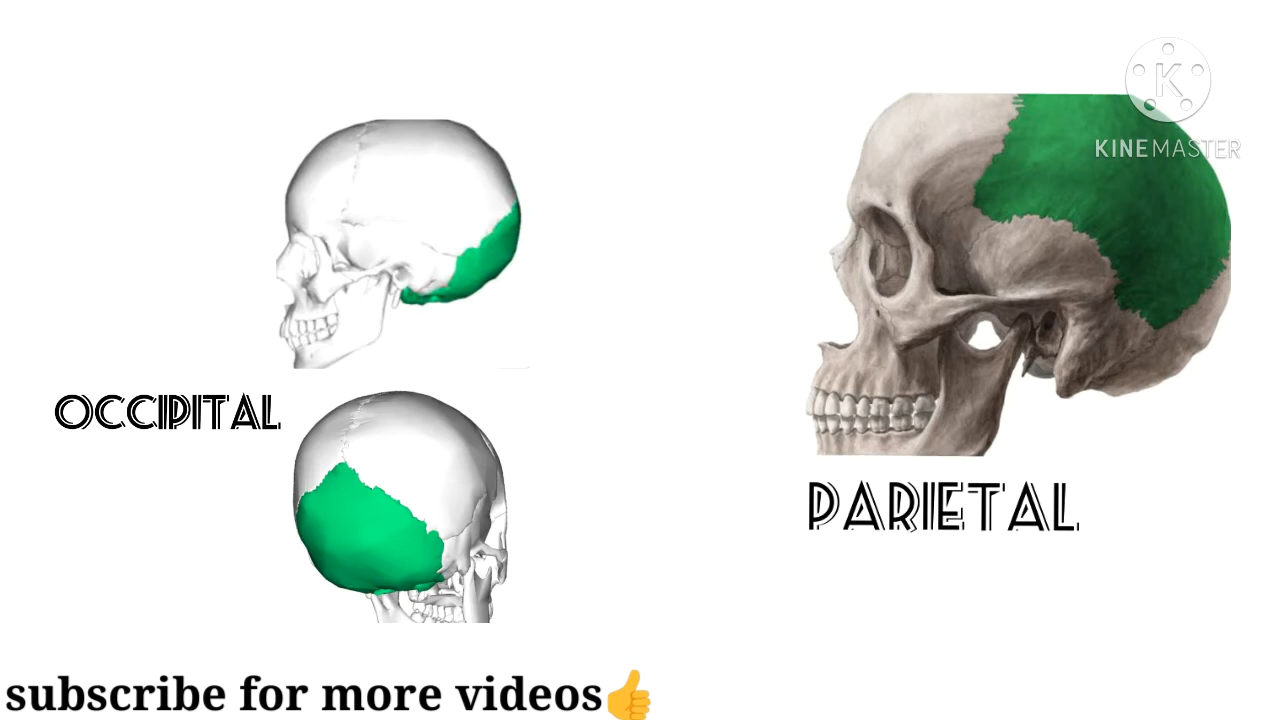 K
KINEMASTER
OCCIPITAL
PARIETAL
subscribe for more videos👍